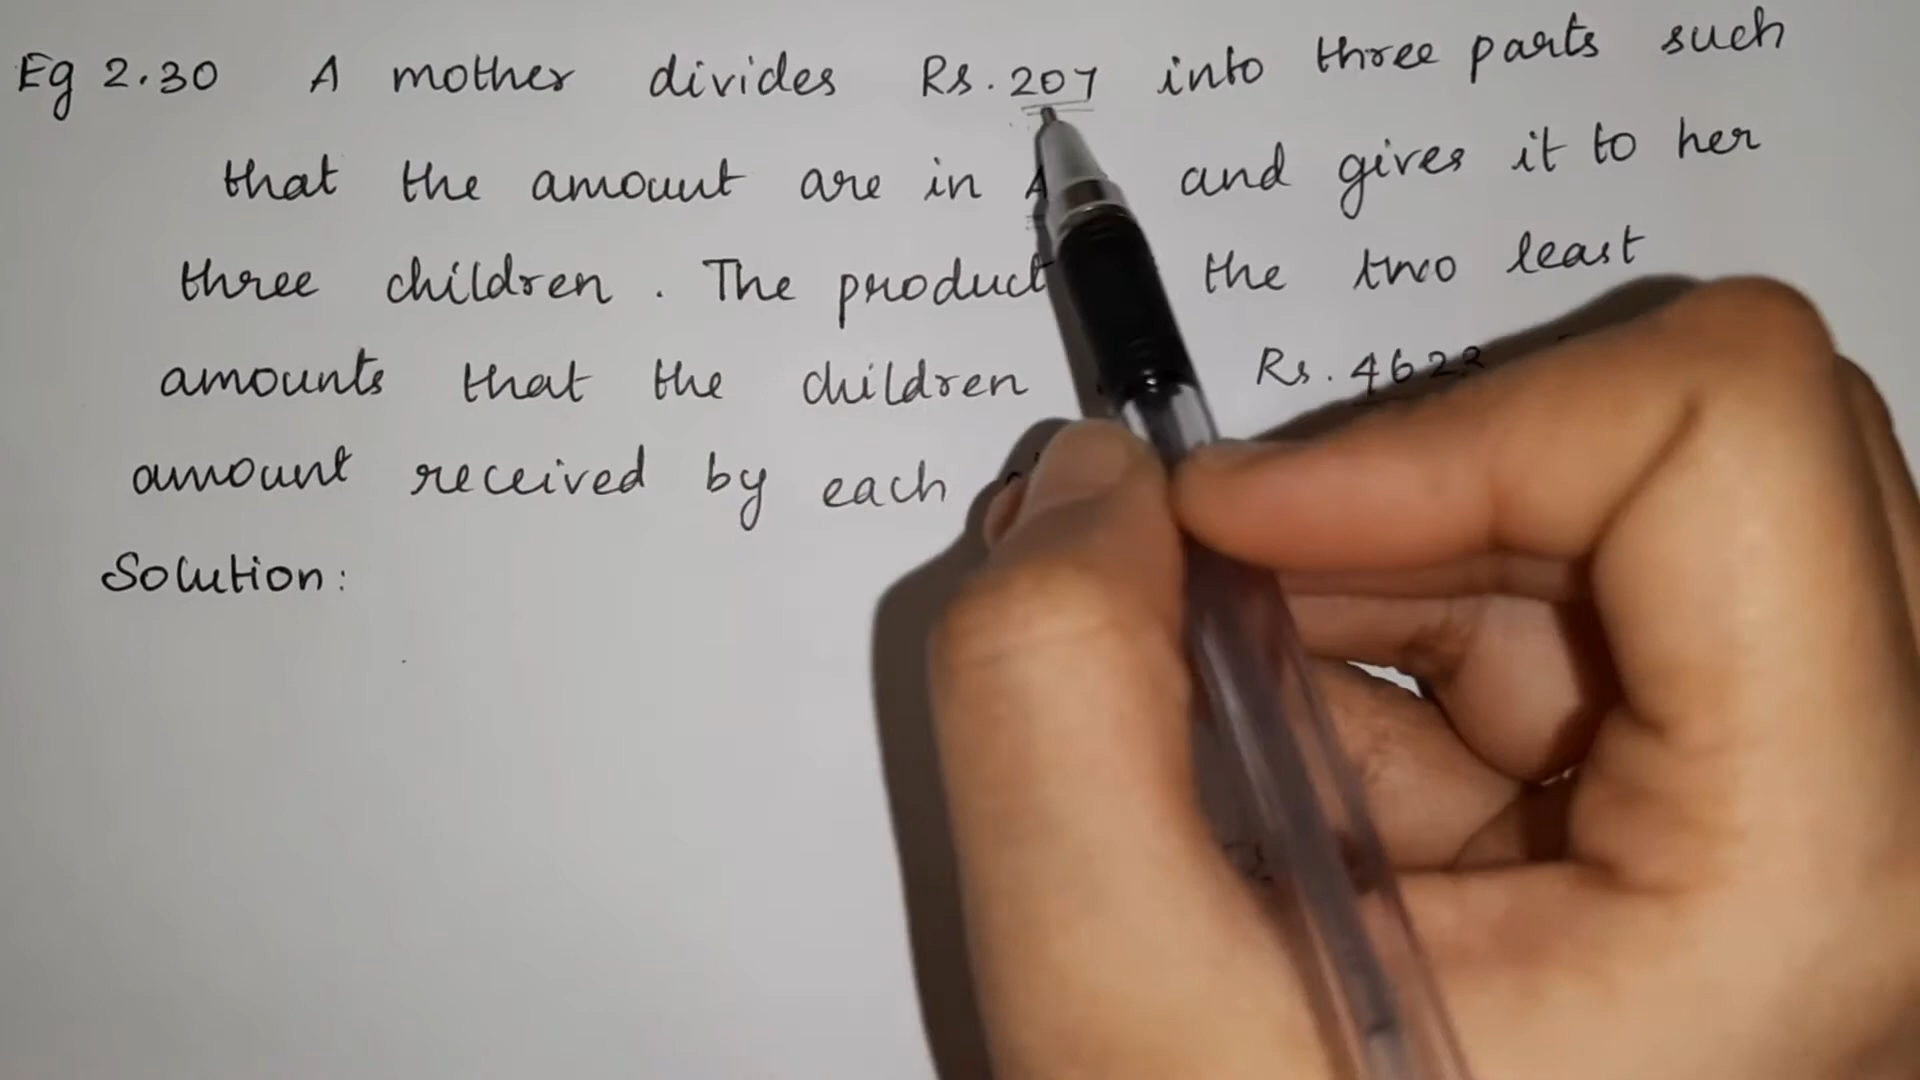 Eg 2.30 A mother divides Rs. 207 into three parts such
that the amount are in A and gives it to her
three children. The product the two least
amounts that the children Rs. 4623
amount received by each
Solution: